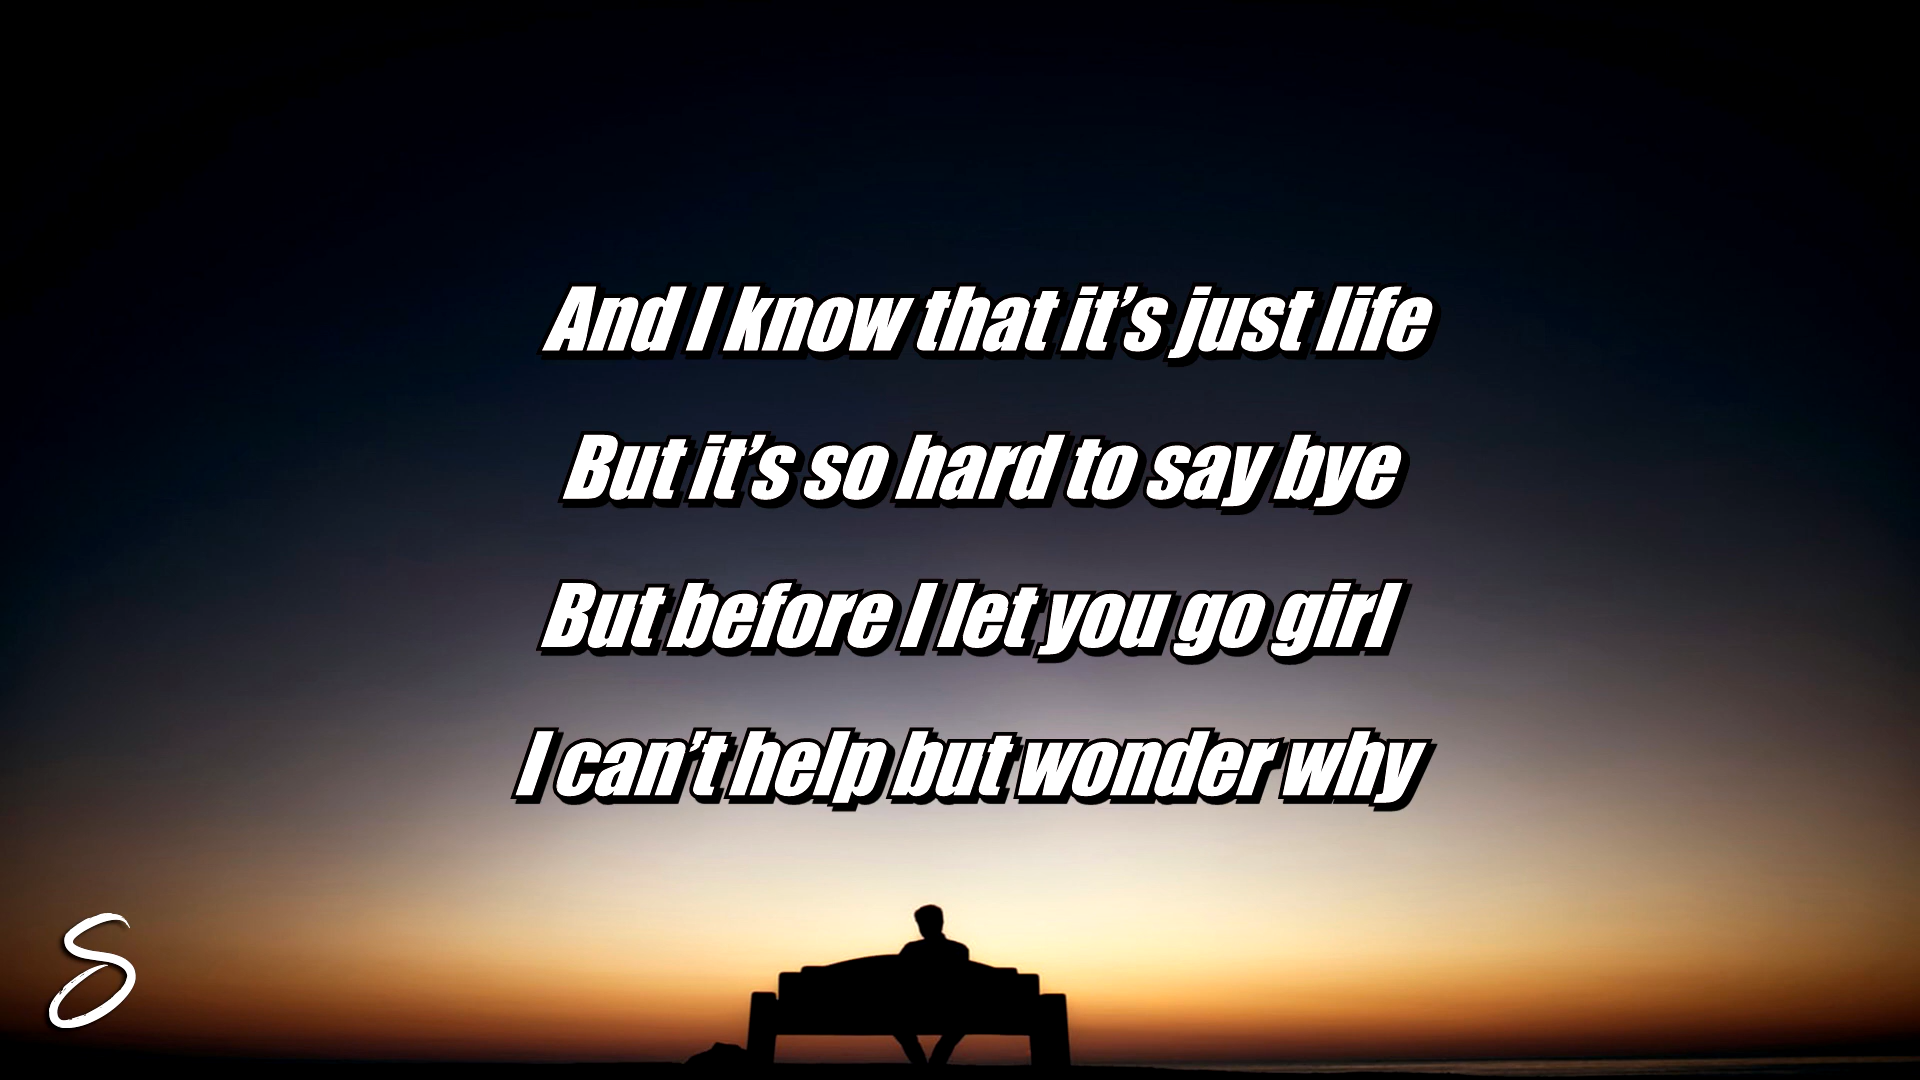 And I know that it’s just life
But it’s so hard to say bye
But before I let you go girl
I can’t help but wonder why
S